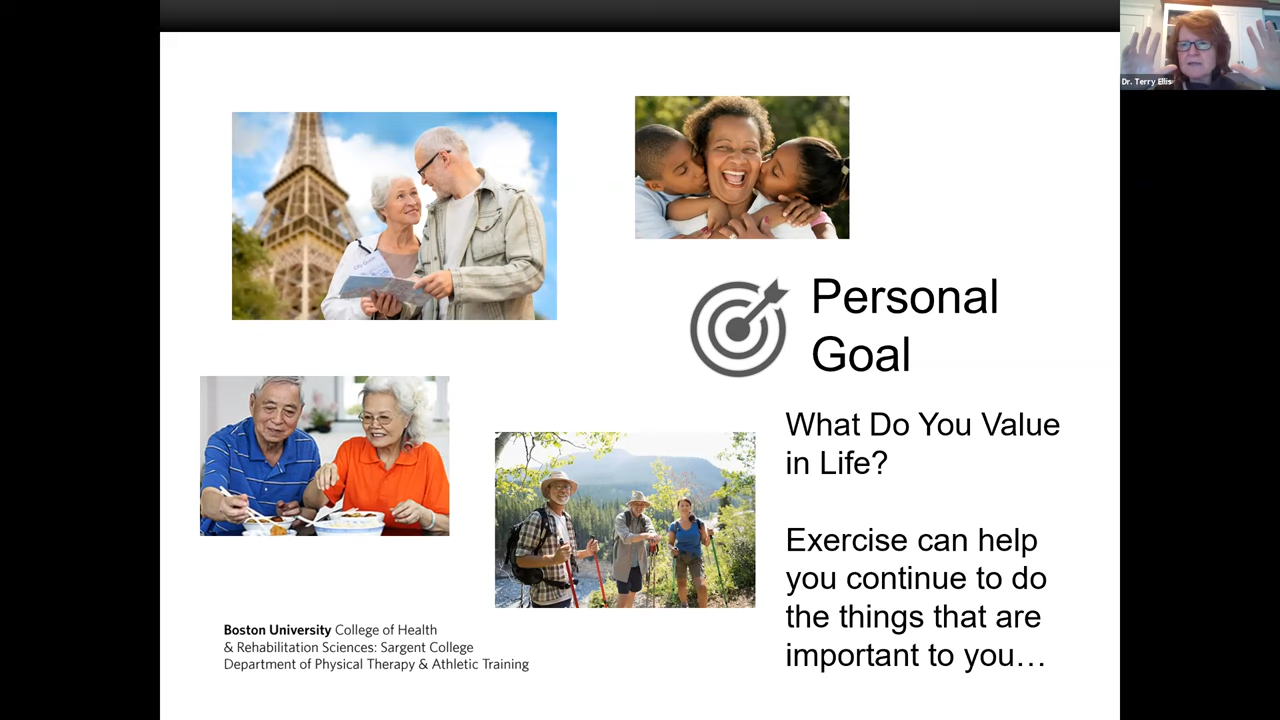 Dr. Terry Ellis
Personal
Goal
What Do You Value
in Life?
Exercise can help
you continue to do
the things that are
important to you…
Boston University College of Health
& Rehabilitation Sciences: Sargent College
Department of Physical Therapy & Athletic Training